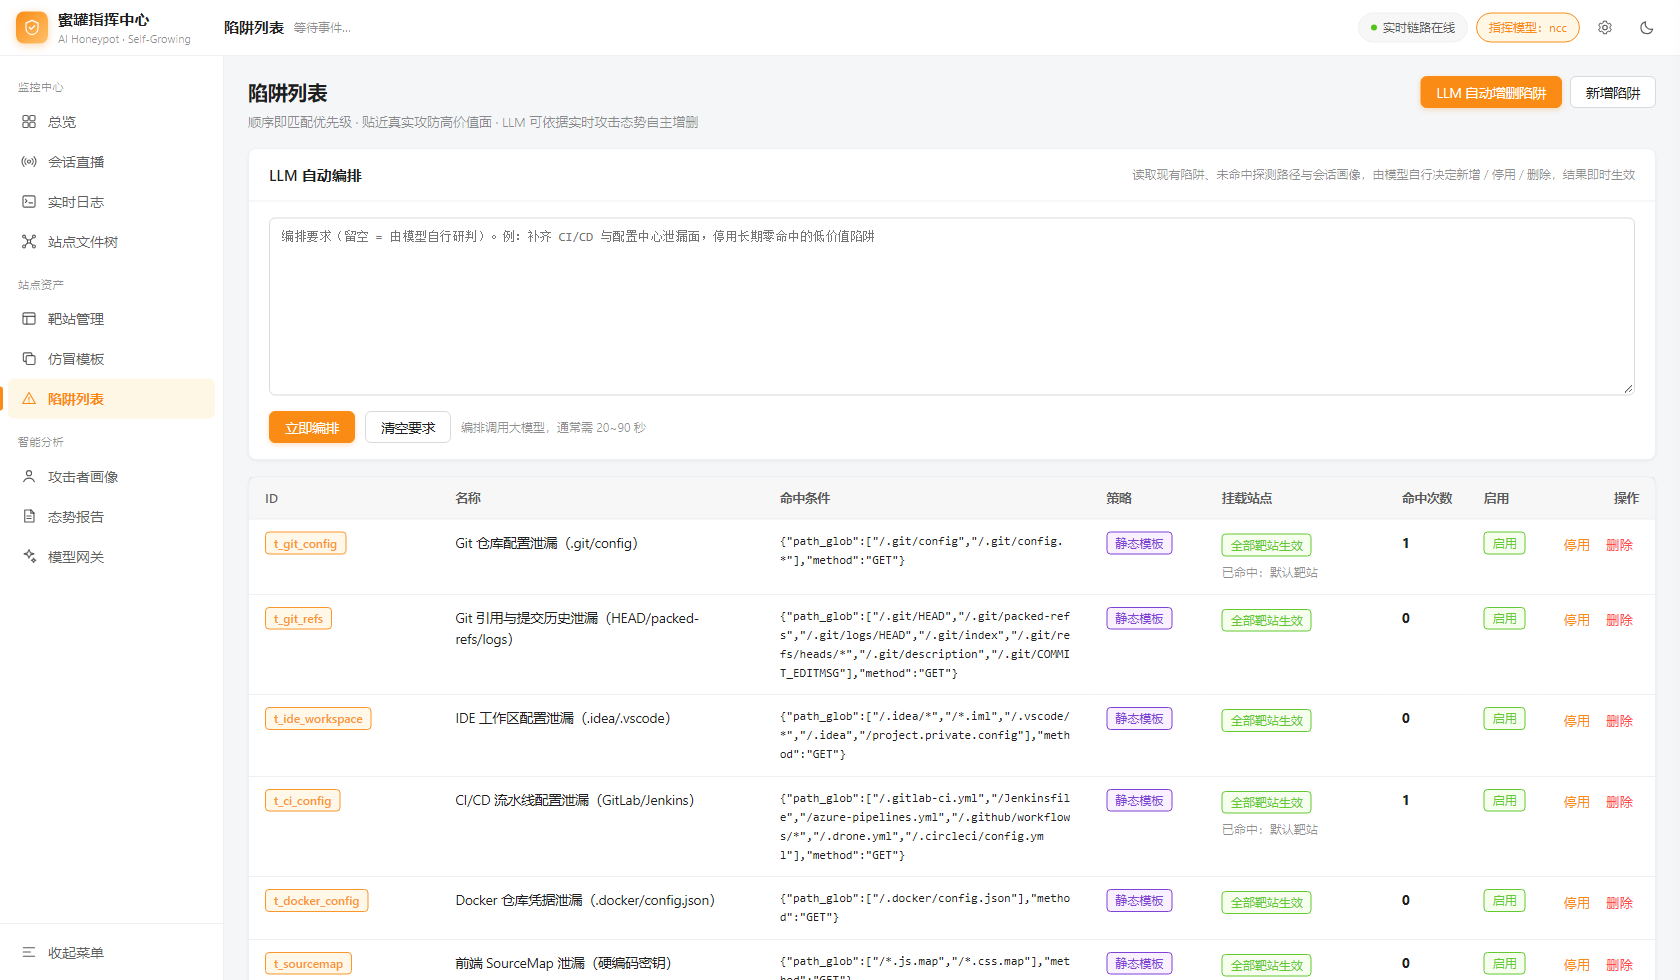 蜜罐指挥中心
AI Honeypot · Self-Growing
陷阱列表 等待事件...
实时链路在线
指挥模型：ncc
监控中心
总览
会话直播
实时日志
站点文件树
站点资产
靶站管理
仿冒模板
陷阱列表
智能分析
攻击者画像
态势报告
模型网关
收起菜单
陷阱列表
LLM 自动增删陷阱 新增陷阱
顺序即匹配优先级 · 贴近真实攻防高价值面 · LLM 可依据实时攻击态势自主增删
LLM 自动编排
读取现有陷阱、未命中探测路径与会话画像，由模型自行决定新增 / 停用 / 删除，结果即时生效
编排要求（留空 = 由模型自行研判）。例：补齐 CI/CD 与配置中心泄漏面，停用长期零命中的低价值陷阱
立即编排 清空要求 编排调用大模型，通常需 20~90 秒
ID 名称 命中条件 策略 挂载站点 命中次数 启用 操作
t_git_config Git 仓库配置泄漏（.git/config） {"path_glob":["/.git/config","/.git/config. 静态模板 全部靶站生效 1 启用 停用 删除
*"],"method":"GET"}
已命中：默认靶站
t_git_refs Git 引用与提交历史泄漏（HEAD/packed- {"path_glob":["/.git/HEAD","/.git/packed-ref 静态模板 全部靶站生效 0 启用 停用 删除
refs/logs） s","/.git/logs/HEAD","/.git/index","/.git/re
fs/heads/*","/.git/description","/.git/COMMI
T_EDITMSG"],"method":"GET"}
t_ide_workspace IDE 工作区配置泄漏（.idea/.vscode） {"path_glob":["/.idea/*","/*.iml","/.vscode/ 静态模板 全部靶站生效 0 启用 停用 删除
*","/.idea","/project.private.config"],"meth
od":"GET"}
t_ci_config CI/CD 流水线配置泄漏（GitLab/Jenkins） {"path_glob":["/.gitlab-ci.yml","/Jenkinsfil 静态模板 全部靶站生效 1 启用 停用 删除
e","/azure-pipelines.yml","/.github/workflow
已命中：默认靶站
s/*","/.drone.yml","/.circleci/config.ym
l"],"method":"GET"}
t_docker_config Docker 仓库凭据泄漏（.docker/config.json） {"path_glob":["/.docker/config.json"],"metho 静态模板 全部靶站生效 0 启用 停用 删除
d":"GET"}
t_sourcemap 前端 SourceMap 泄漏（硬编码密钥） {"path_glob":["/*.js.map","/*.css.map"],"met 静态模板 全部靶站生效 0 启用 停用 删除
hod":"GET"}